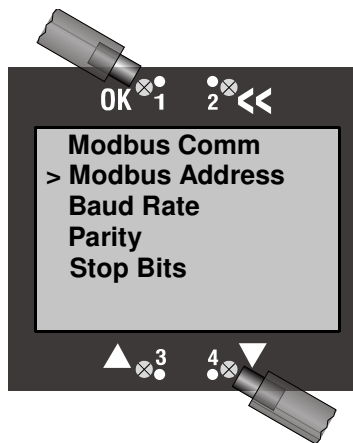 OK 1 2 <<
Modbus Comm
> Modbus Address
Baud Rate
Parity
Stop Bits
3 4